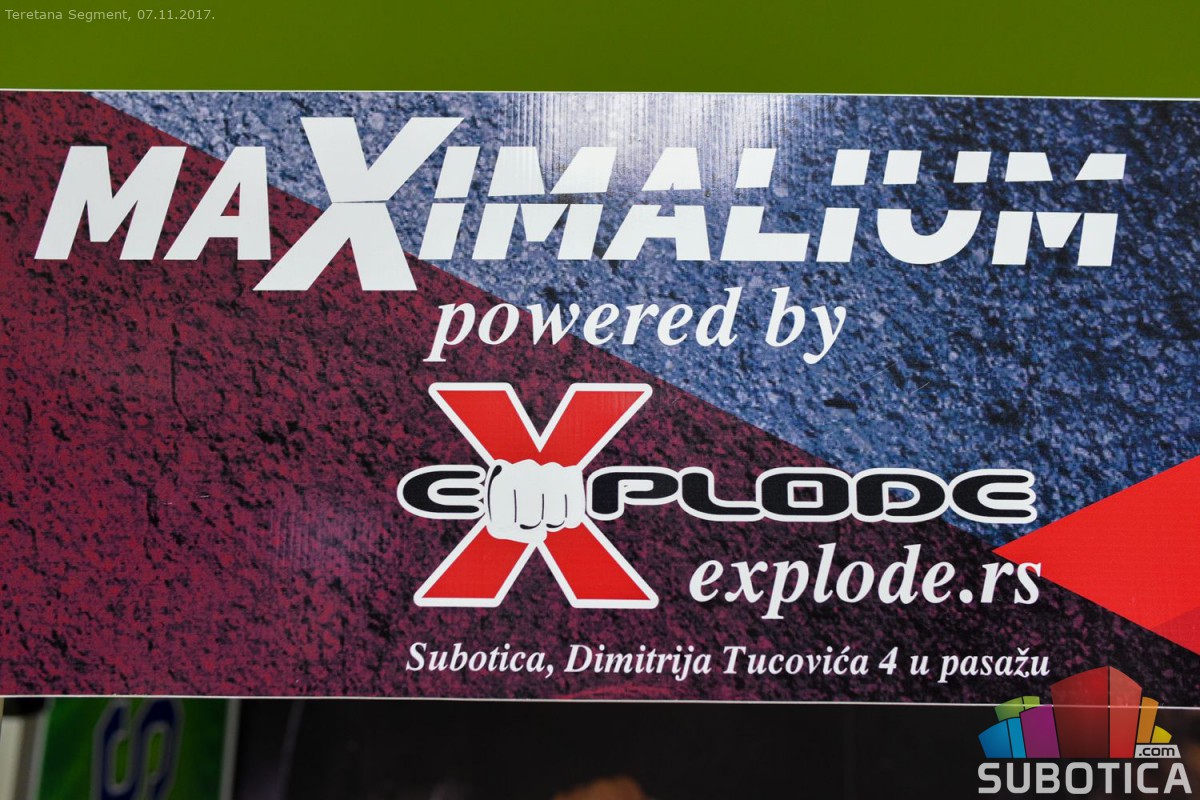 Teretana Segment, 07.11.2017.
MAXIMALIUM
powered by
EXPLODE
explode.rs
Subotica, Dimitrija Tucovića 4 u pasažu
S
.com
SUBOTICA